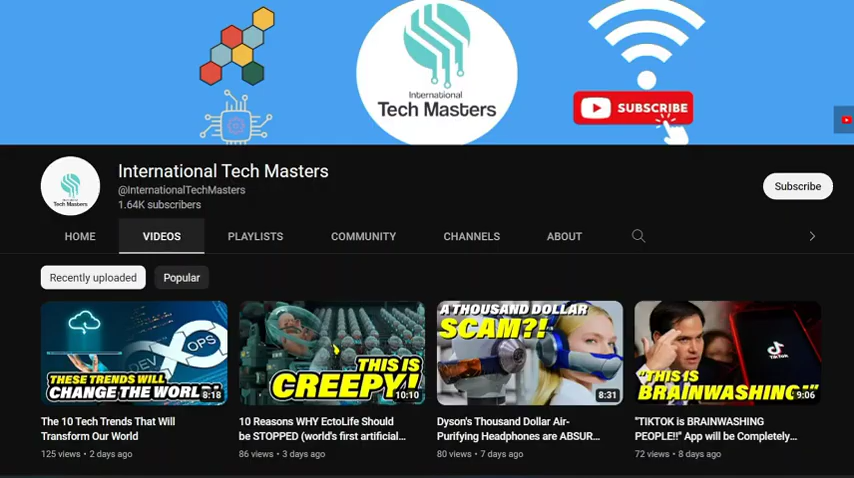 International
Tech Masters
SUBSCRIBE
International Tech Masters
@InternationalTechMasters
1.64K subscribers
Subscribe
HOME VIDEOS PLAYLISTS COMMUNITY CHANNELS ABOUT
Recently uploaded Popular
DEV OPS
THESE TRENDS WILL
CHANGE THE WORLD
8:18
THIS IS
CREEPY!
10:10
A THOUSAND DOLLAR
SCAM?!
8:31
TikTok
"THIS IS
BRAINWASHING!"
9:06
The 10 Tech Trends That Will
Transform Our World
125 views • 2 days ago
10 Reasons WHY EctoLife Should
be STOPPED (world's first artificial...
86 views • 3 days ago
Dyson's Thousand Dollar Air-
Purifying Headphones are ABSUR...
80 views • 7 days ago
"TIKTOK is BRAINWASHING
PEOPLE!!" App will be Completely...
72 views • 8 days ago